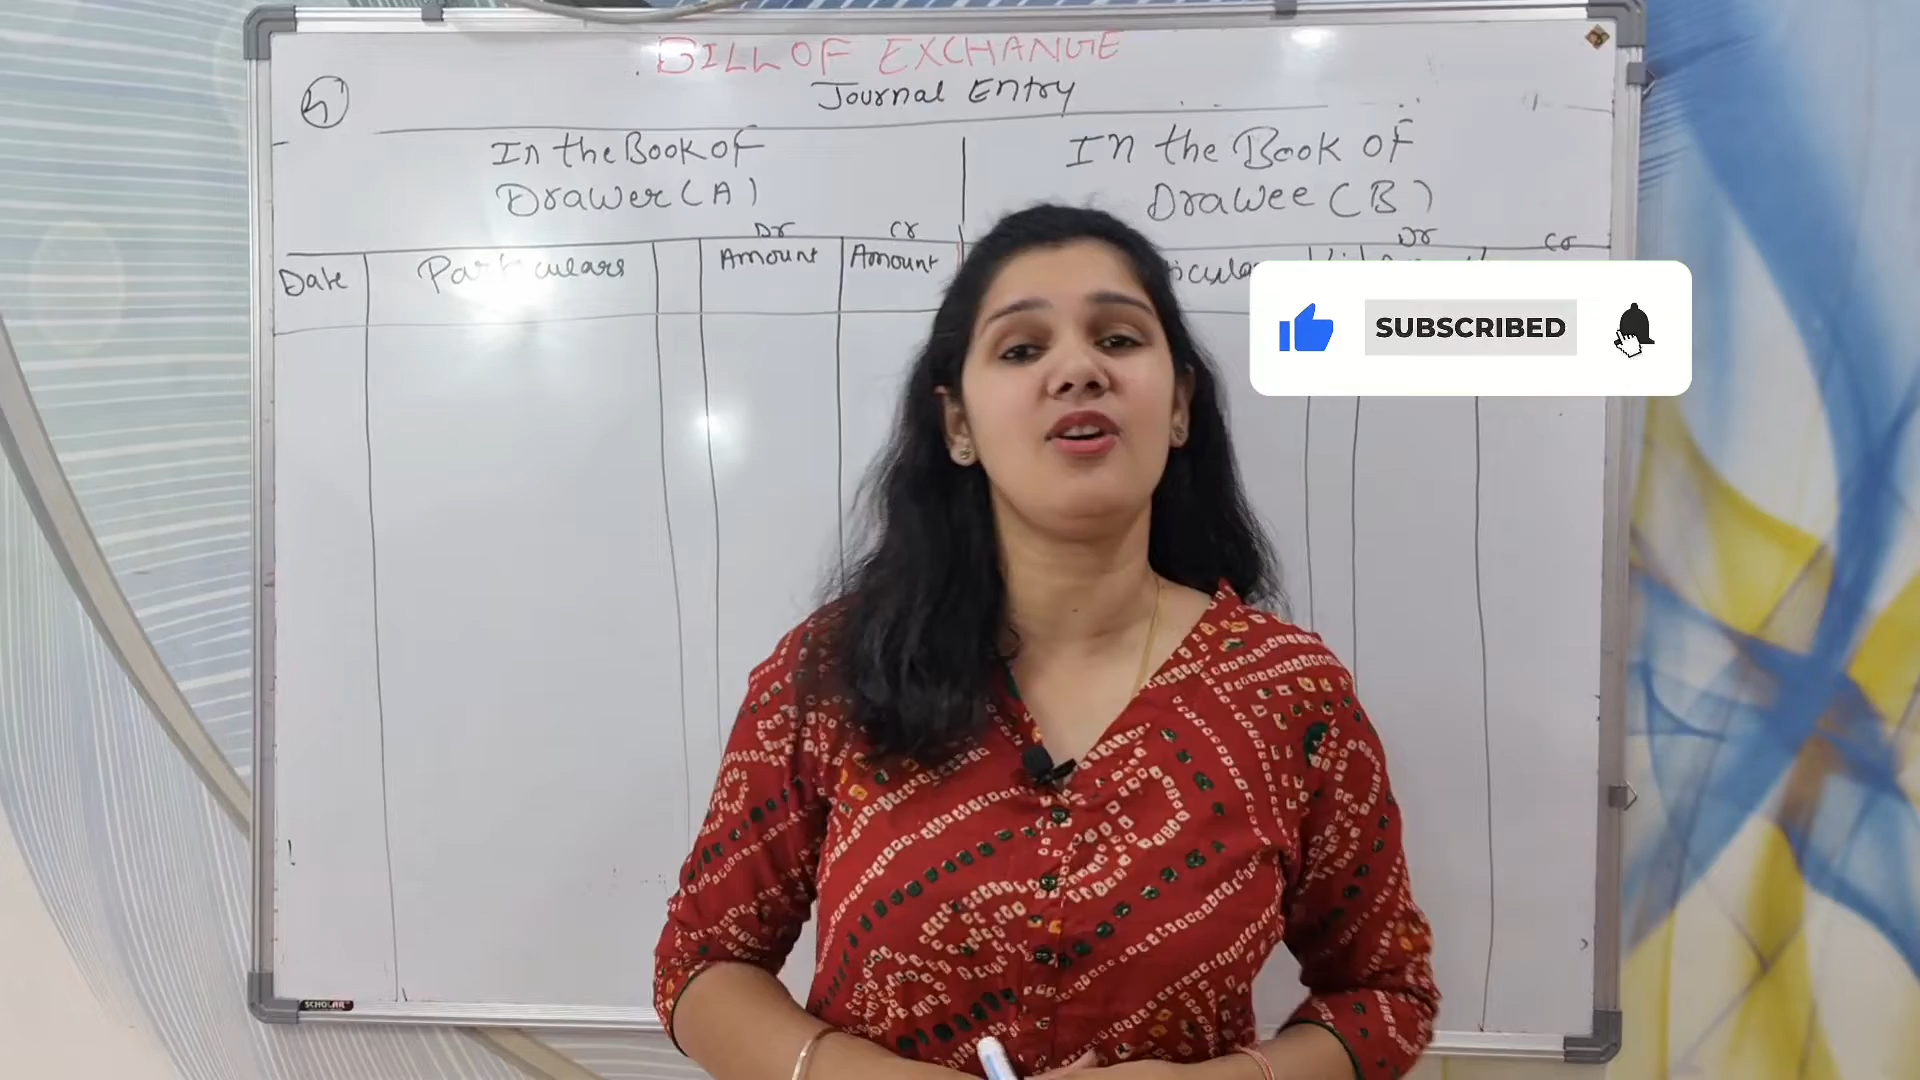 BILL OF EXCHANGE
Journal Entry
5
In the Book of
Drawer (A)
In the Book of
Drawee (B)
Dr
Cr
Dr
Cr
Date
Particulars
Amount
Amount
SUBSCRIBED
SCHOLAR